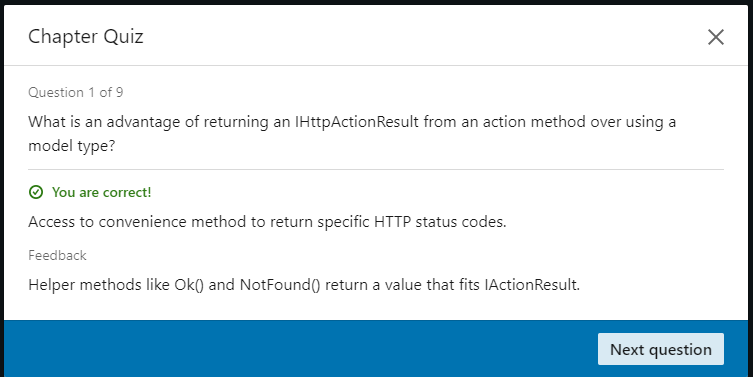 Chapter Quiz
Question 1 of 9
What is an advantage of returning an IHttpActionResult from an action method over using a
model type?
You are correct!
Access to convenience method to return specific HTTP status codes.
Feedback
Helper methods like Ok() and NotFound() return a value that fits IActionResult.
Next question